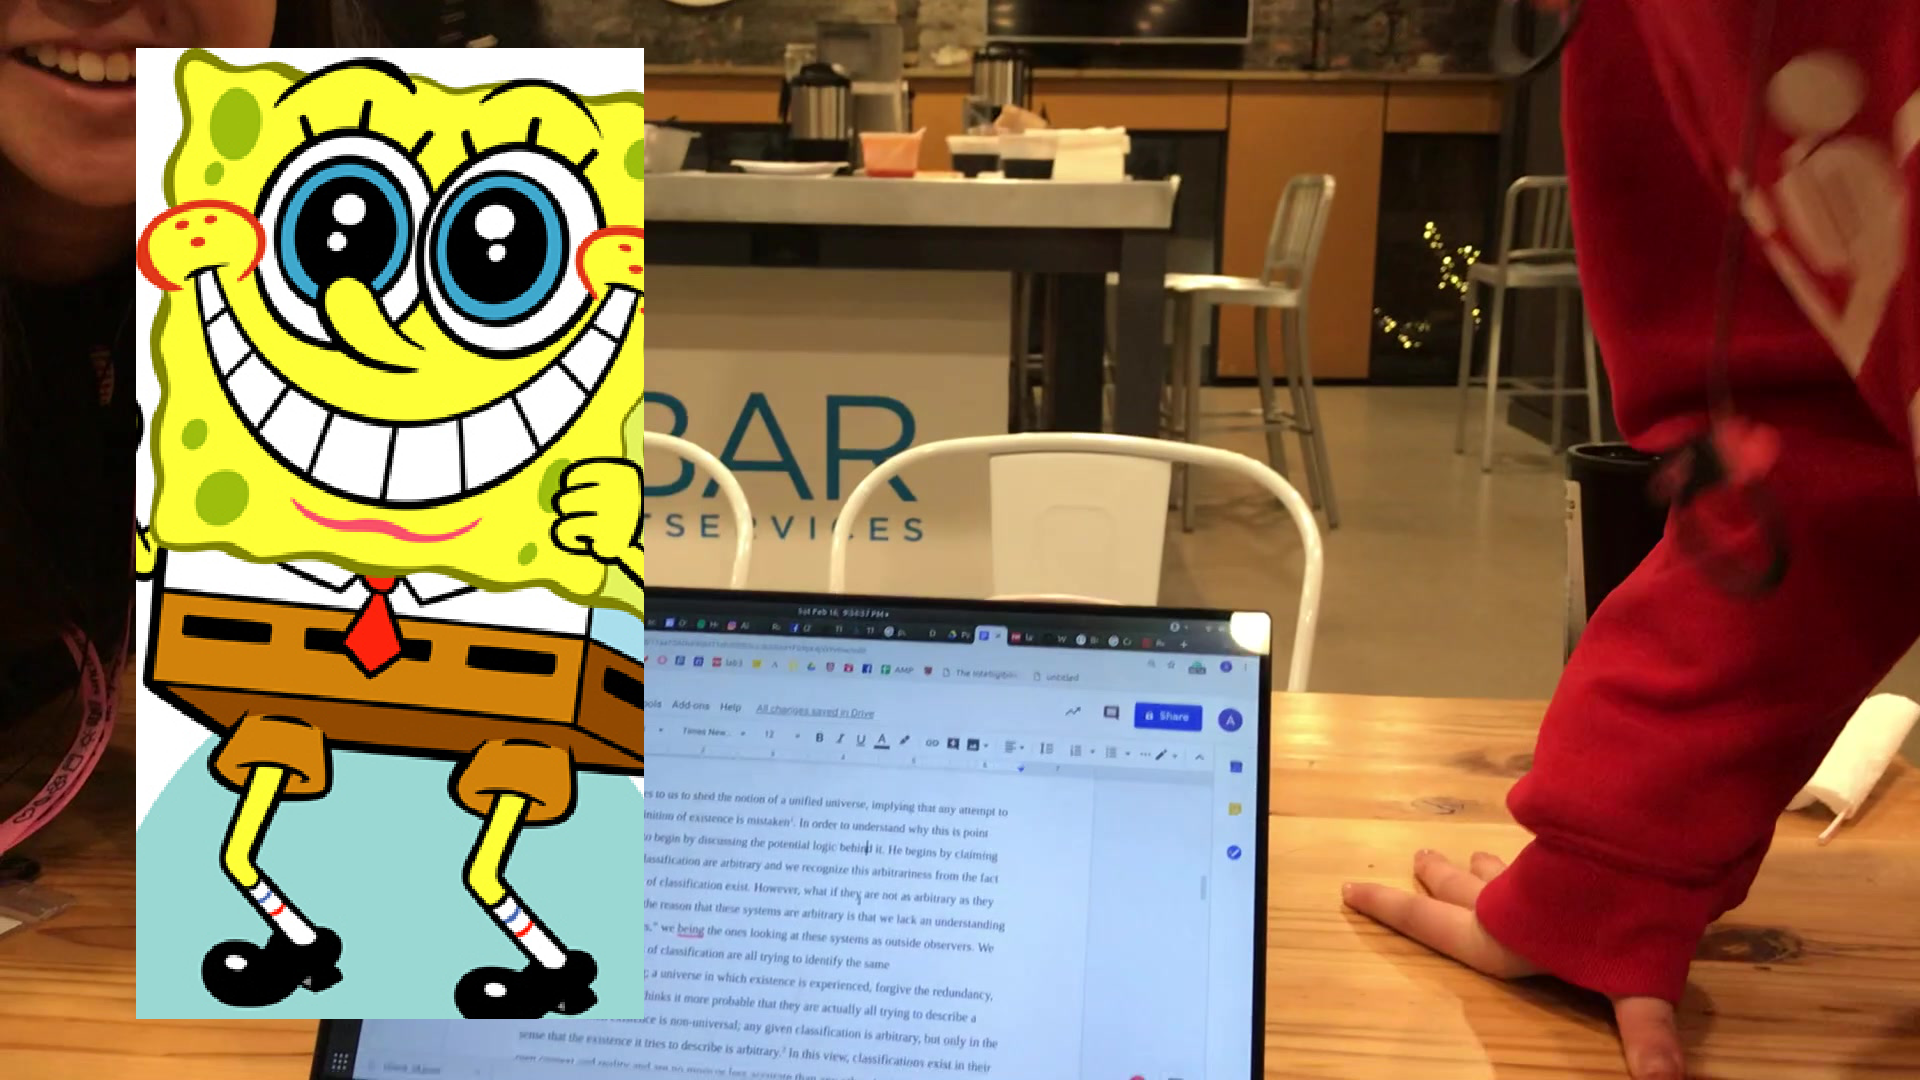 BAR
TSERVICES
Sat Feb 16, 9:50:37 PM
lab3
AMP
The Intelligi
untitled
ools Add-ons Help All changes saved in Drive
Share
A
Times New... 12 B I U A
es to us to shed the notion of a unified universe, implying that any attempt to
inition of existence is mistaken¹. In order to understand why this is point
o begin by discussing the potential logic behind it. He begins by claiming
lassification are arbitrary and we recognize this arbitrariness from the fact
of classification exist. However, what if they are not as arbitrary as they
the reason that these systems are arbitrary is that we lack an understanding
s," we being the ones looking at these systems as outside observers. We
of classification are all trying to identify the same
; a universe in which existence is experienced, forgive the redundancy,
hinks it more probable that they are actually all trying to describe a
ce is non-universal; any given classification is arbitrary, but only in the
sense that the existence it tries to describe is arbitrary.² In this view, classifications exist in their